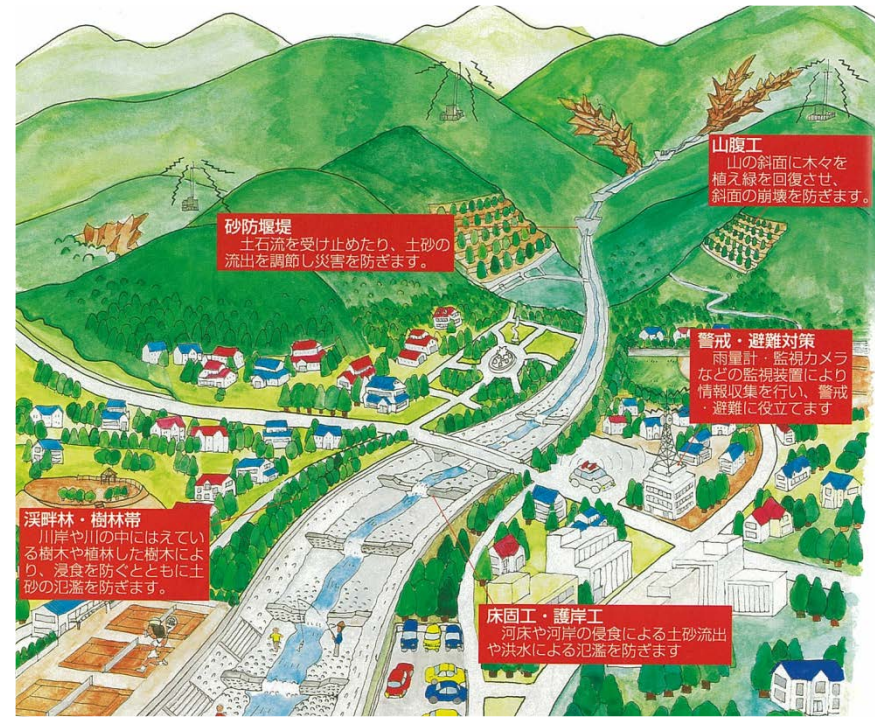 山腹工
山の斜面に木々を
植え緑を回復させ、
斜面の崩壊を防ぎます。
砂防堰堤
土石流を受け止めたり、土砂の
流出を調節し災害を防ぎます。
警戒・避難対策
雨量計・監視カメラ
などの監視装置により
情報収集を行い、警戒
・避難に役立てます
渓畔林・樹林帯
川岸や川の中にはえてい
る樹木や植林した樹木によ
り、浸食を防ぐとともに土
砂の氾濫を防ぎます。
床固工・護岸工
河床や河岸の侵食による土砂流出
や洪水による氾濫を防ぎます